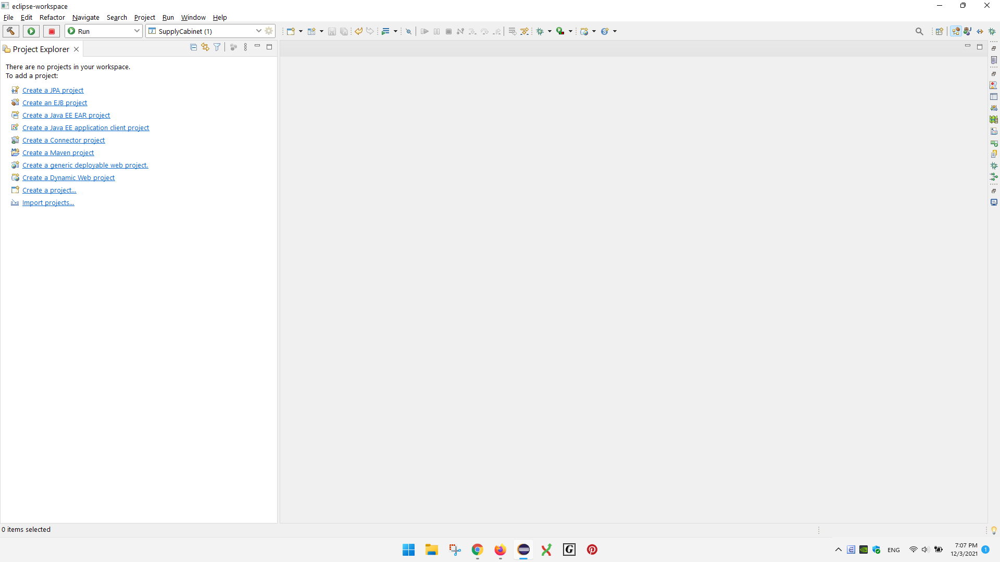 eclipse-workspace
File Edit Refactor Navigate Search Project Run Window Help
Run SupplyCabinet (1)
Project Explorer
There are no projects in your workspace.
To add a project:
Create a JPA project
Create an EJB project
Create a Java EE EAR project
Create a Java EE application client project
Create a Connector project
Create a Maven project
Create a generic deployable web project.
Create a Dynamic Web project
Create a project...
Import projects...
0 items selected
G
ENG
7:07 PM
12/3/2021
1